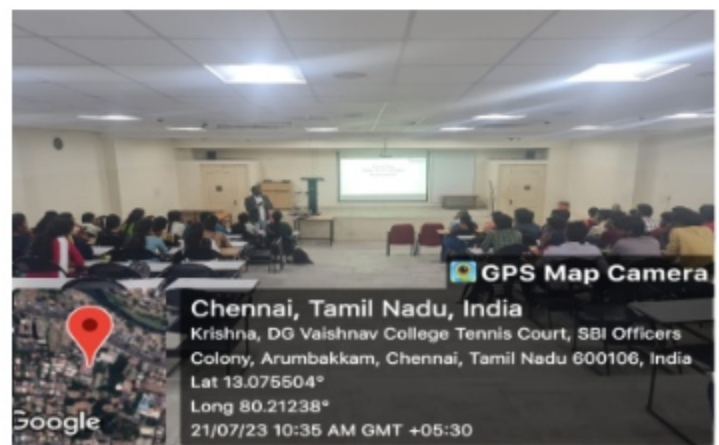 GPS Map Camera
Chennai, Tamil Nadu, India
Krishna, DG Vaishnav College Tennis Court, SBI Officers
Colony, Arumbakkam, Chennai, Tamil Nadu 600106, India
Lat 13.075504°
Long 80.21238°
21/07/23 10:35 AM GMT +05:30
Google